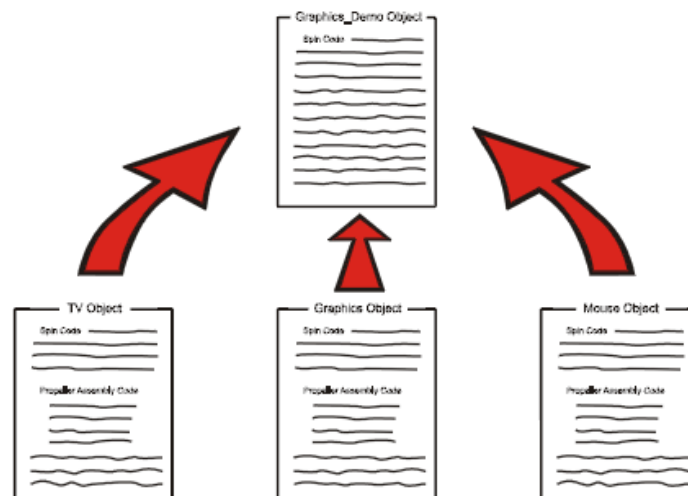 Graphics_Demo Object
Spin Code
TV Object
Spin Code
Propeller Assembly Code
Graphics Object
Spin Code
Propeller Assembly Code
Mouse Object
Spin Code
Propeller Assembly Code